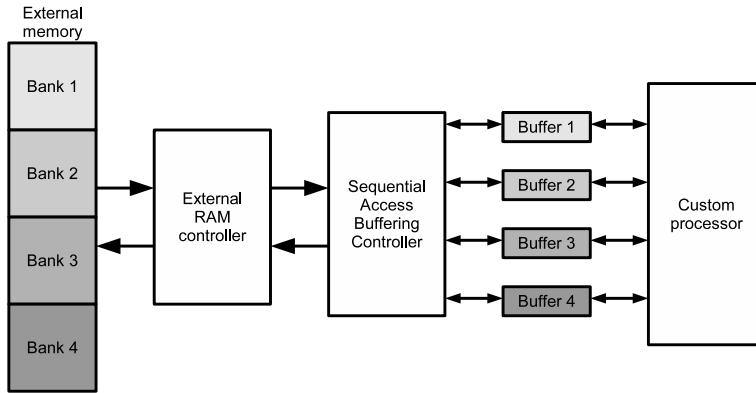 External
memory
Bank 1
Bank 2
Bank 3
Bank 4
External
RAM
controller
Sequential
Access
Buffering
Controller
Buffer 1
Buffer 2
Buffer 3
Buffer 4
Custom
processor